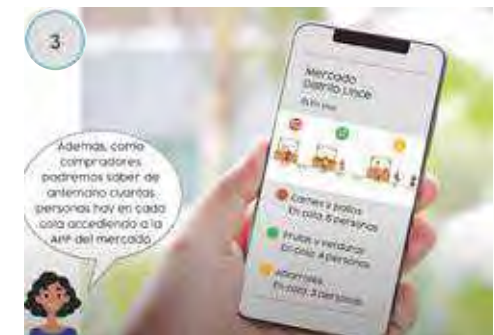 3
Además, como
compradores
podremos saber de
antemano cuántas
personas hay en cada
cola accediendo a la
APP del mercado
Mercado
Distrito Lince
En vivo
Carnes y pollos
En cola: 8 personas
Frutas y verduras
En cola: 4 personas
Abarrotes
En cola: 3 personas